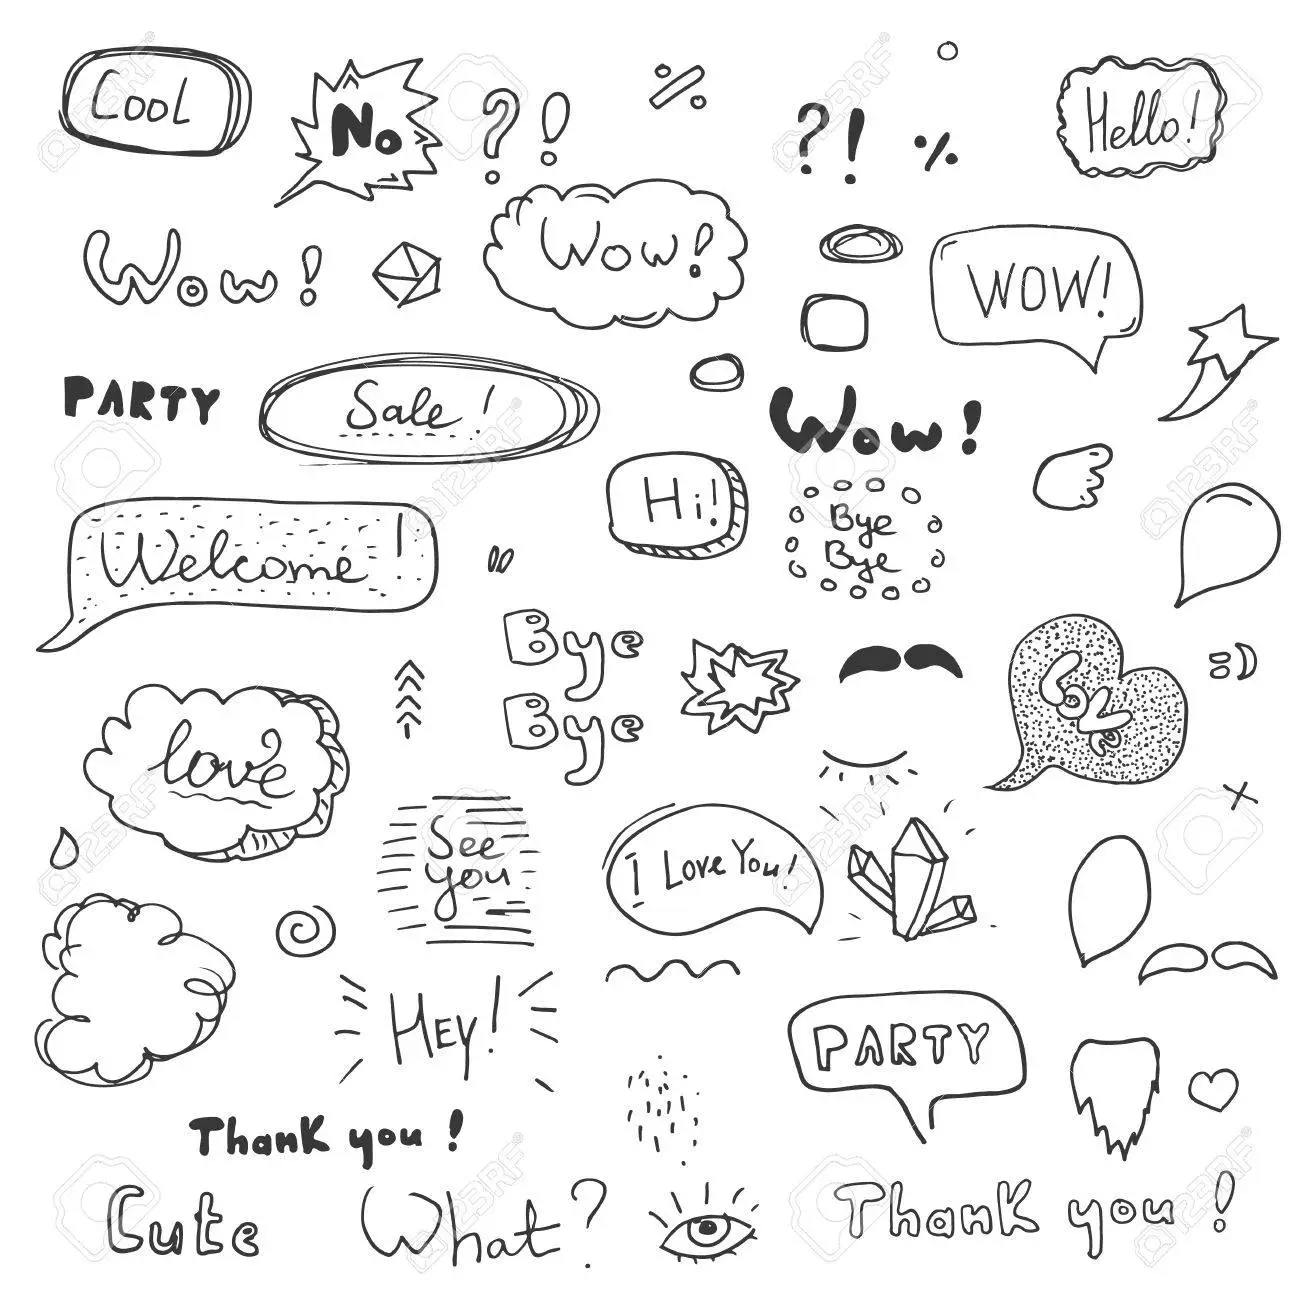 Cool
No
?!
%
?!
%
Hello!
Wow!
Wow!
WOW!
PARTY
Sale!
Wow!
Hi!
Bye
Bye
Welcome!
Bye
Bye
Love
=)
love
See
you
I Love You!
Hey!
PARTY
Thank you!
Cute
What?
Thank you!
123RF